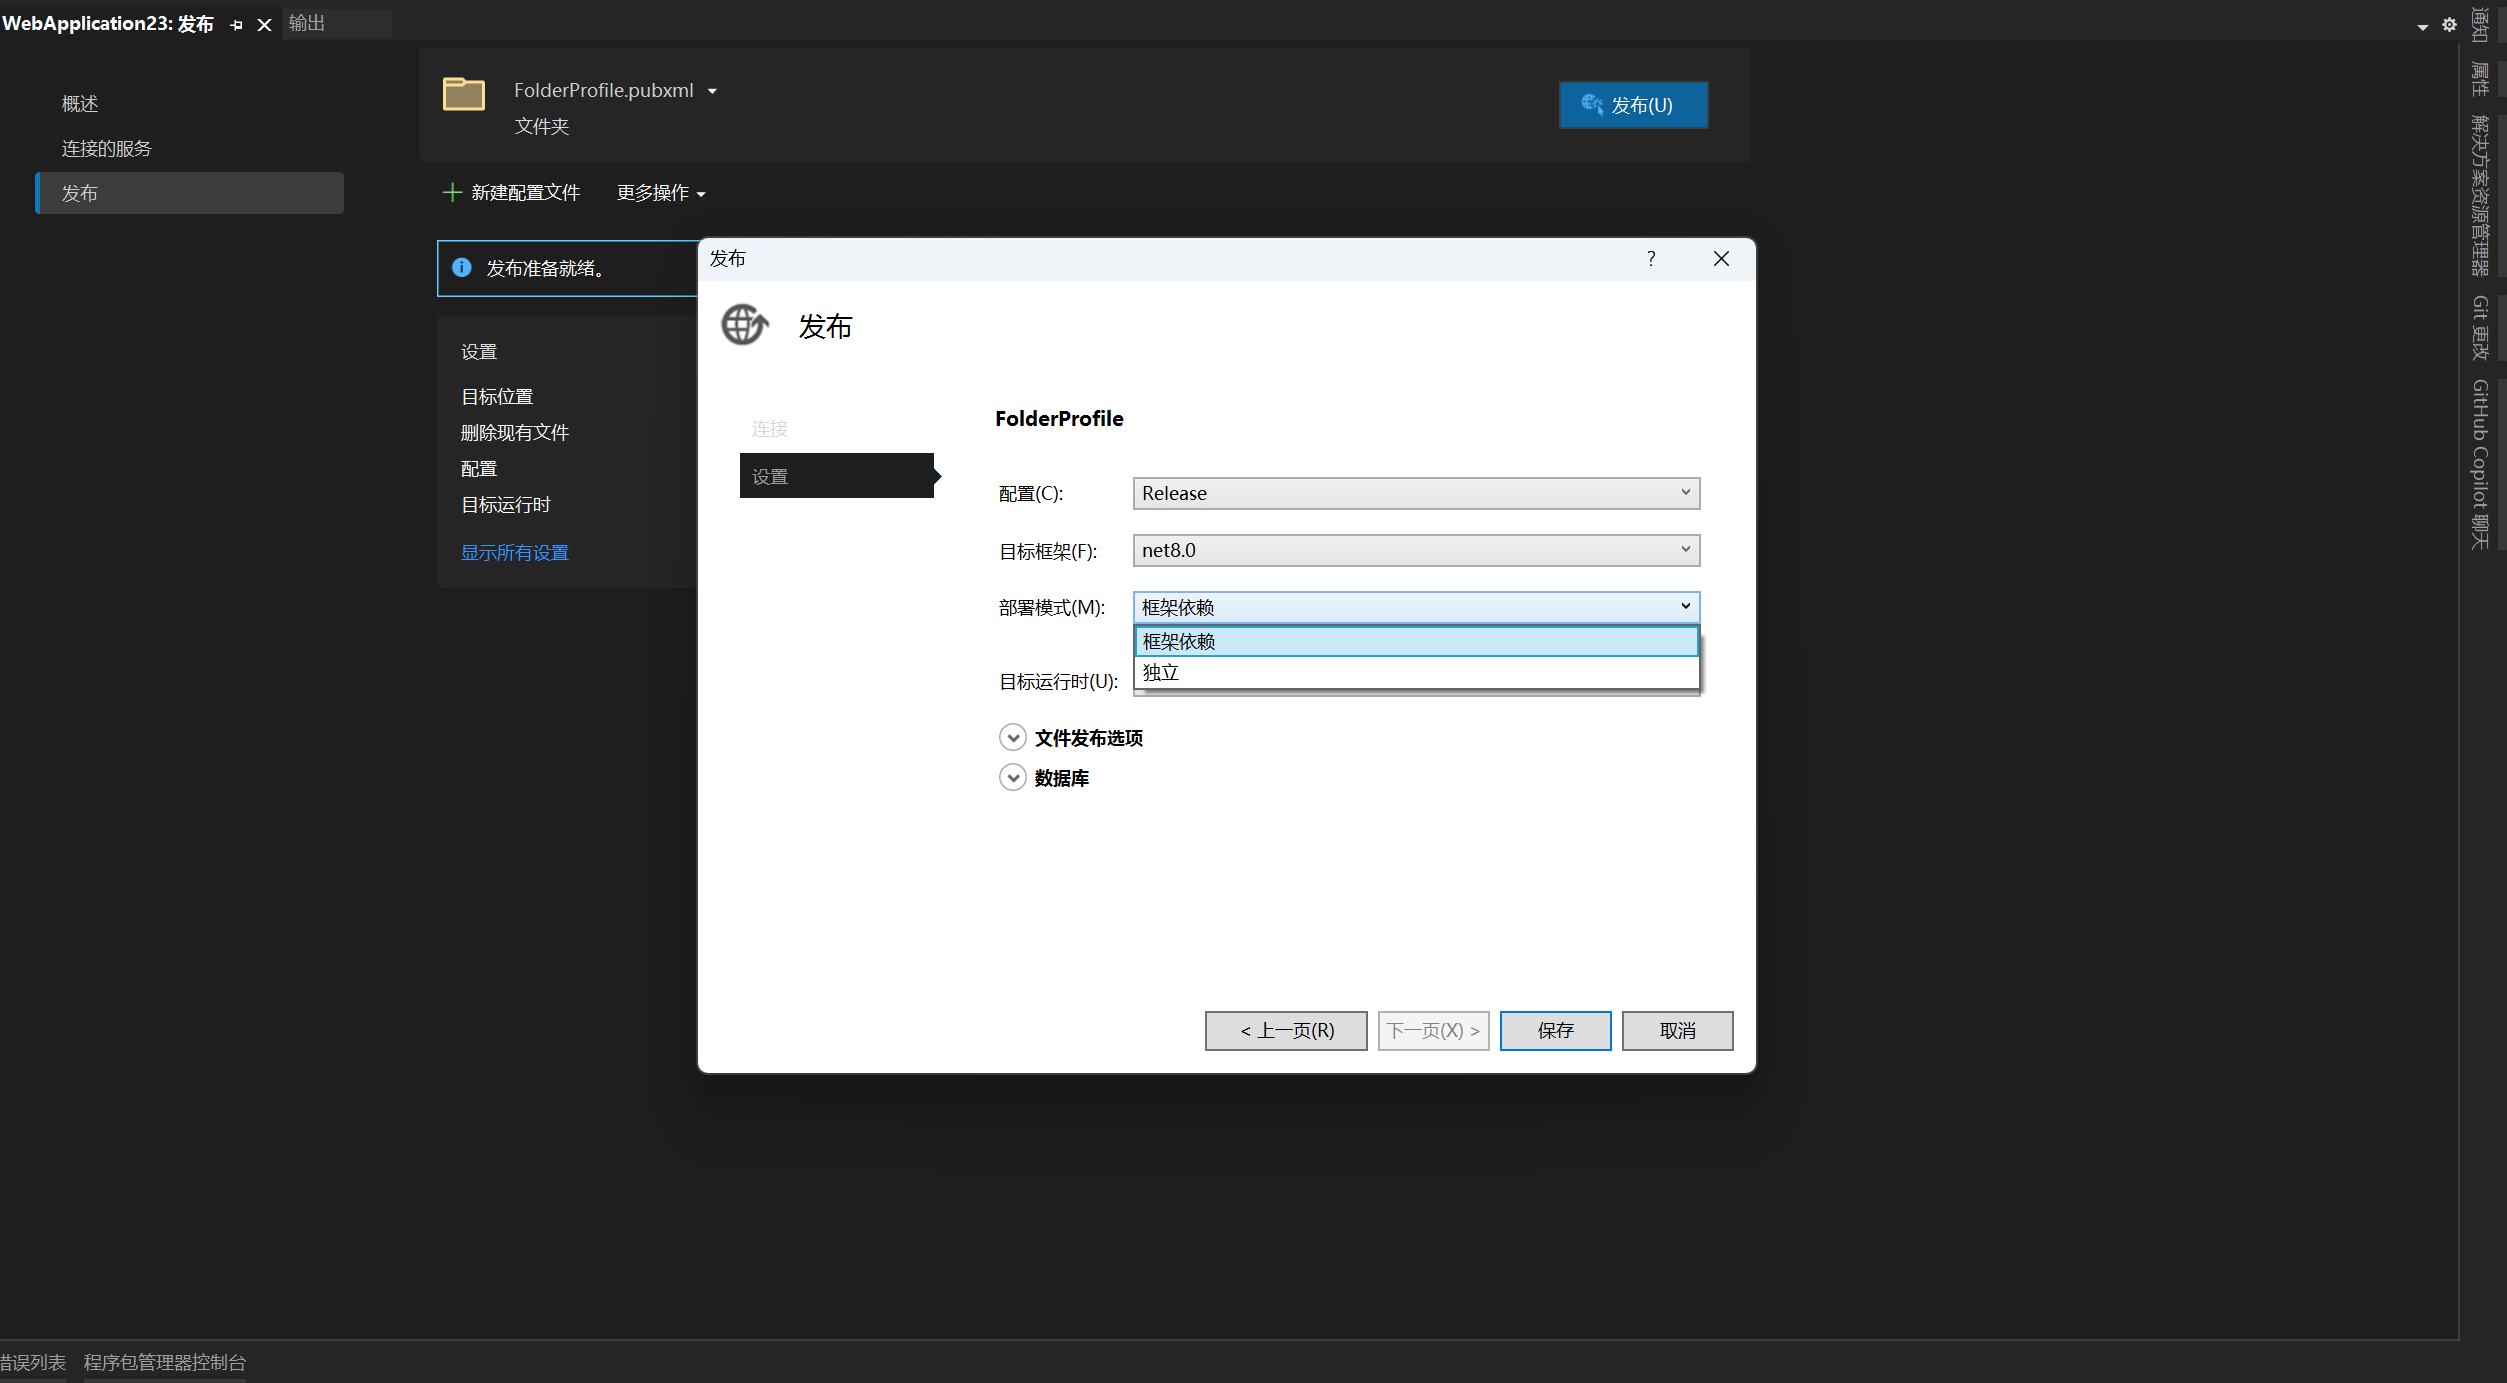 WebApplication23: 发布
输出
概述
连接的服务
发布
FolderProfile.pubxml
文件夹
发布(U)
新建配置文件
更多操作
发布准备就绪。
设置
目标位置
删除现有文件
配置
目标运行时
显示所有设置
发布
?
发布
连接
设置
FolderProfile
配置(C):
Release
目标框架(F):
net8.0
部署模式(M):
框架依赖
框架依赖
独立
目标运行时(U):
文件发布选项
数据库
< 上一页(R)
下一页(X) >
保存
取消
通知
属性
解决方案资源管理器
Git 更改
GitHub Copilot 聊天
错误列表
程序包管理器控制台